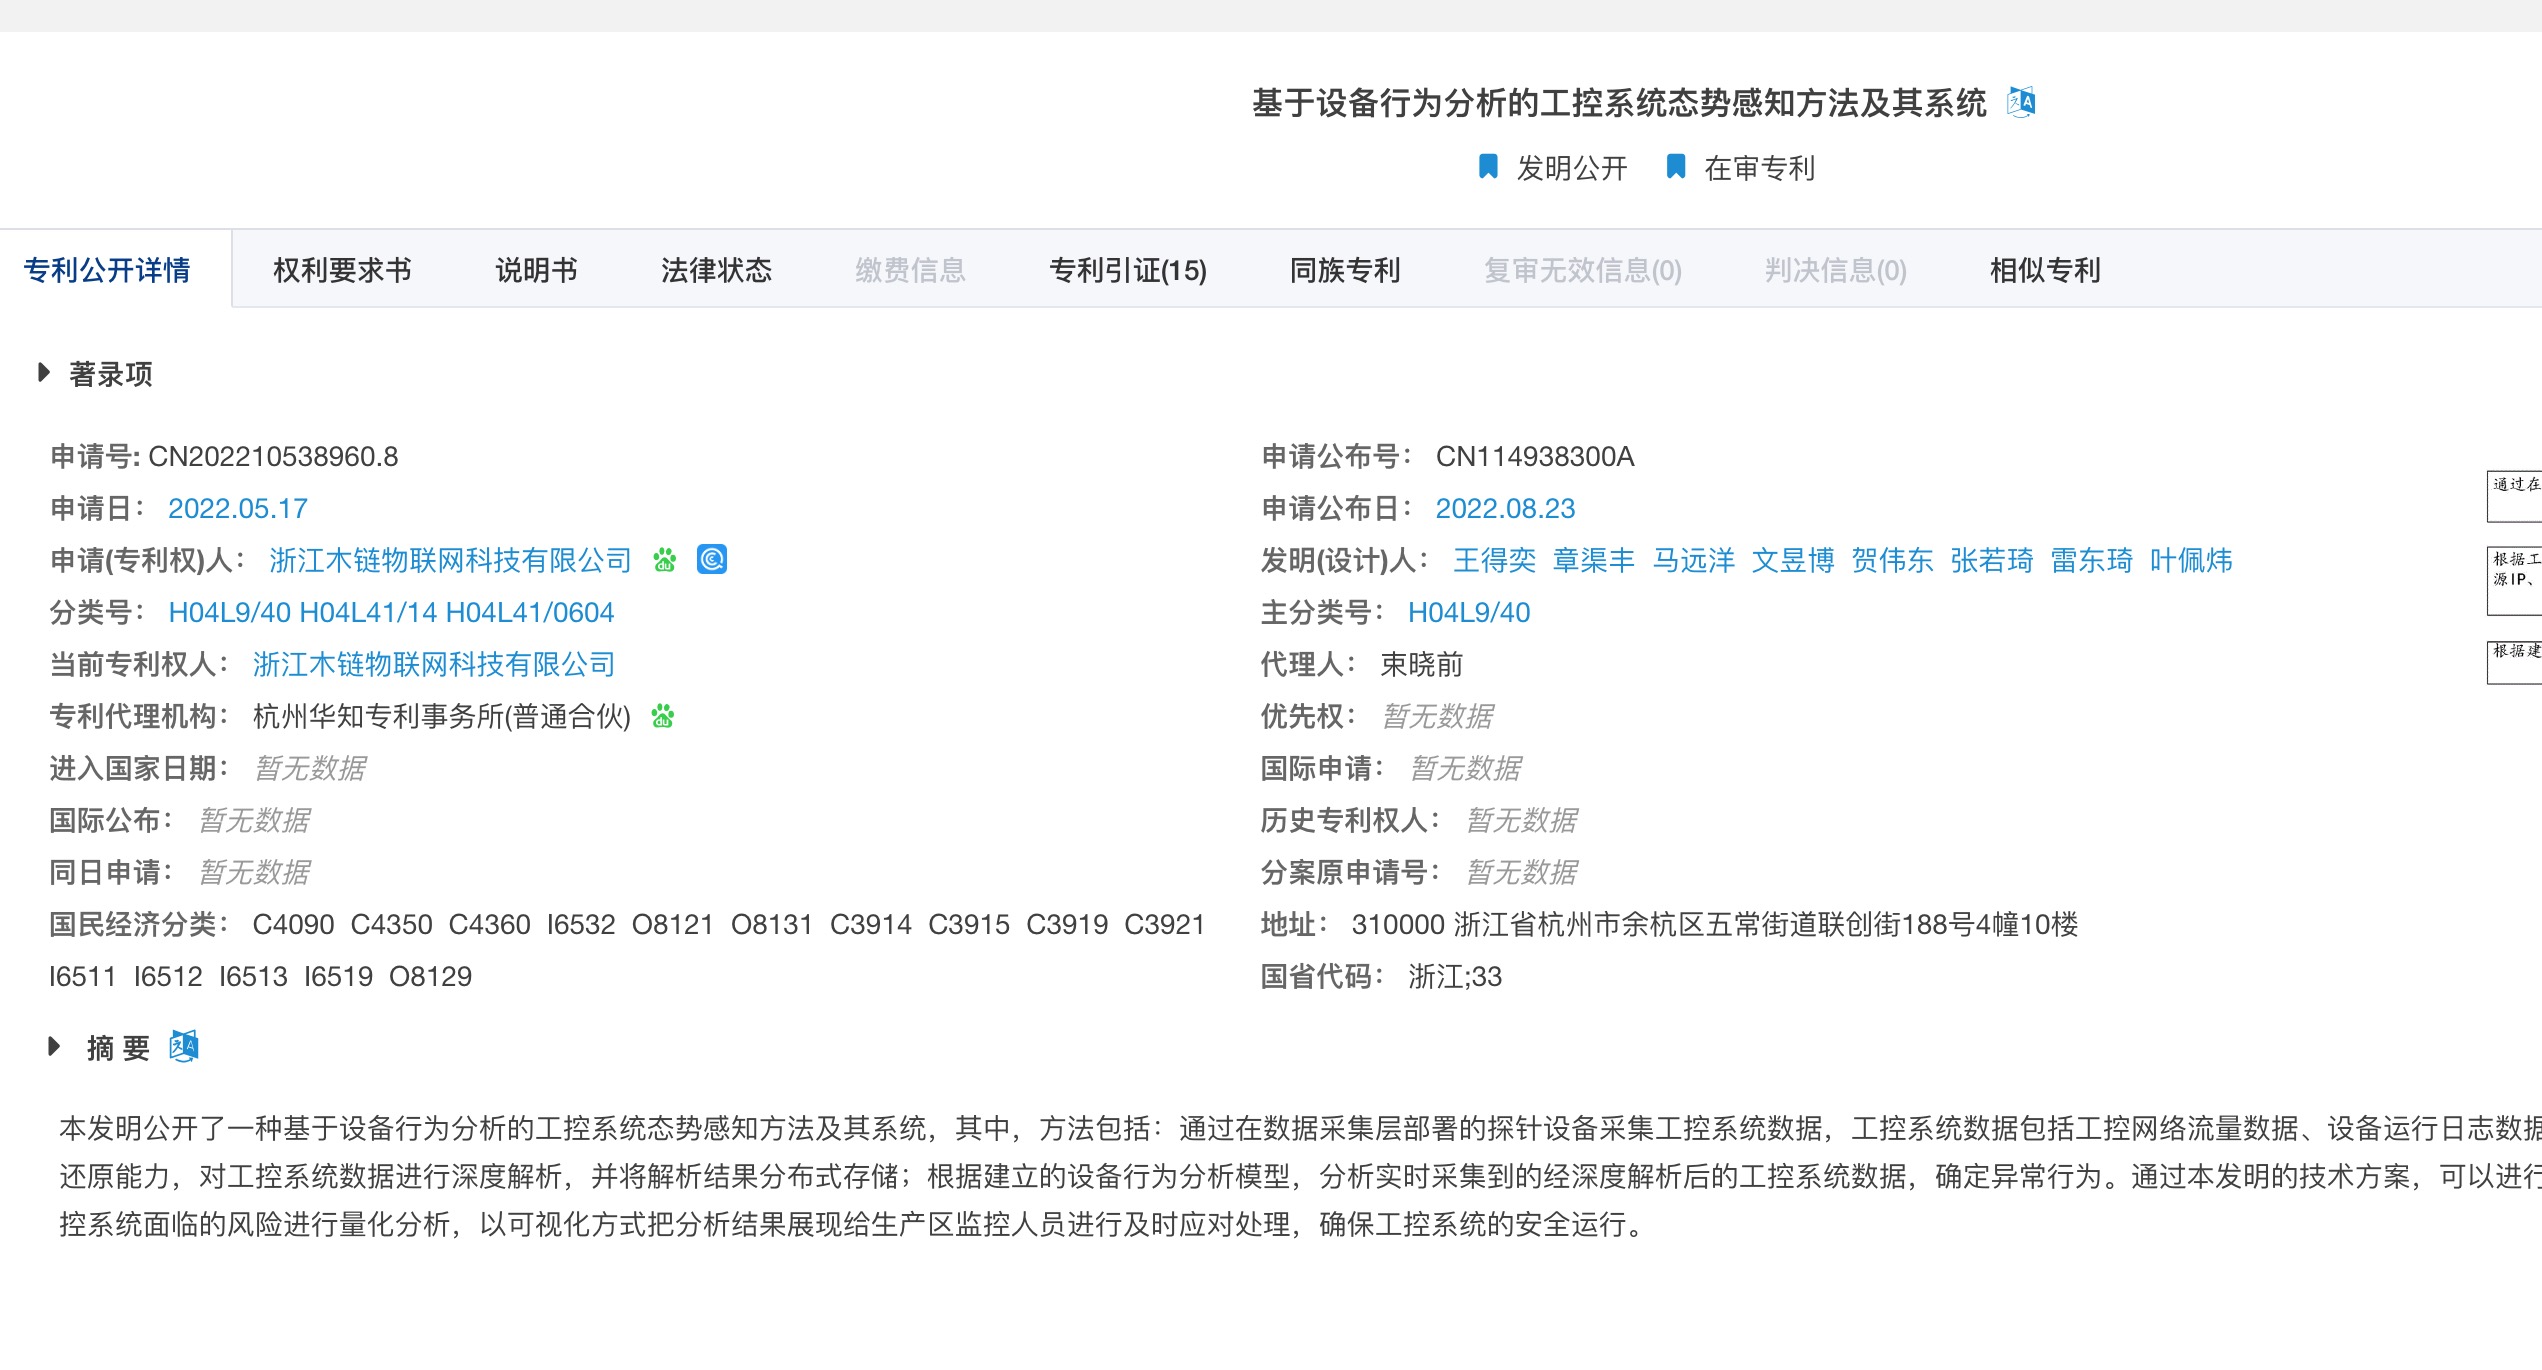 基于设备行为分析的工控系统态势感知方法及其系统
发明公开 在审专利
专利公开详情 权利要求书 说明书 法律状态 缴费信息 专利引证(15) 同族专利 复审无效信息(0) 判决信息(0) 相似专利
著录项
申请号: CN202210538960.8
申请公布号： CN114938300A
申请日： 2022.05.17
申请公布日： 2022.08.23
申请(专利权)人： 浙江木链物联网科技有限公司
发明(设计)人： 王得奕 章渠丰 马远洋 文昱博 贺伟东 张若琦 雷东琦 叶佩炜
分类号： H04L9/40 H04L41/14 H04L41/0604
主分类号： H04L9/40
当前专利权人： 浙江木链物联网科技有限公司
代理人： 束晓前
专利代理机构： 杭州华知专利事务所(普通合伙)
优先权： 暂无数据
进入国家日期： 暂无数据
国际申请： 暂无数据
国际公布： 暂无数据
历史专利权人： 暂无数据
同日申请： 暂无数据
分案原申请号： 暂无数据
国民经济分类： C4090 C4350 C4360 I6532 O8121 O8131 C3914 C3915 C3919 C3921
I6511 I6512 I6513 I6519 O8129
地址： 310000 浙江省杭州市余杭区五常街道联创街188号4幢10楼
国省代码： 浙江;33
通过在
根据工
源IP、
根据建
摘 要
本发明公开了一种基于设备行为分析的工控系统态势感知方法及其系统，其中，方法包括：通过在数据采集层部署的探针设备采集工控系统数据，工控系统数据包括工控网络流量数据、设备运行日志数据
还原能力，对工控系统数据进行深度解析，并将解析结果分布式存储；根据建立的设备行为分析模型，分析实时采集到的经深度解析后的工控系统数据，确定异常行为。通过本发明的技术方案，可以进行
控系统面临的风险进行量化分析，以可视化方式把分析结果展现给生产区监控人员进行及时应对处理，确保工控系统的安全运行。